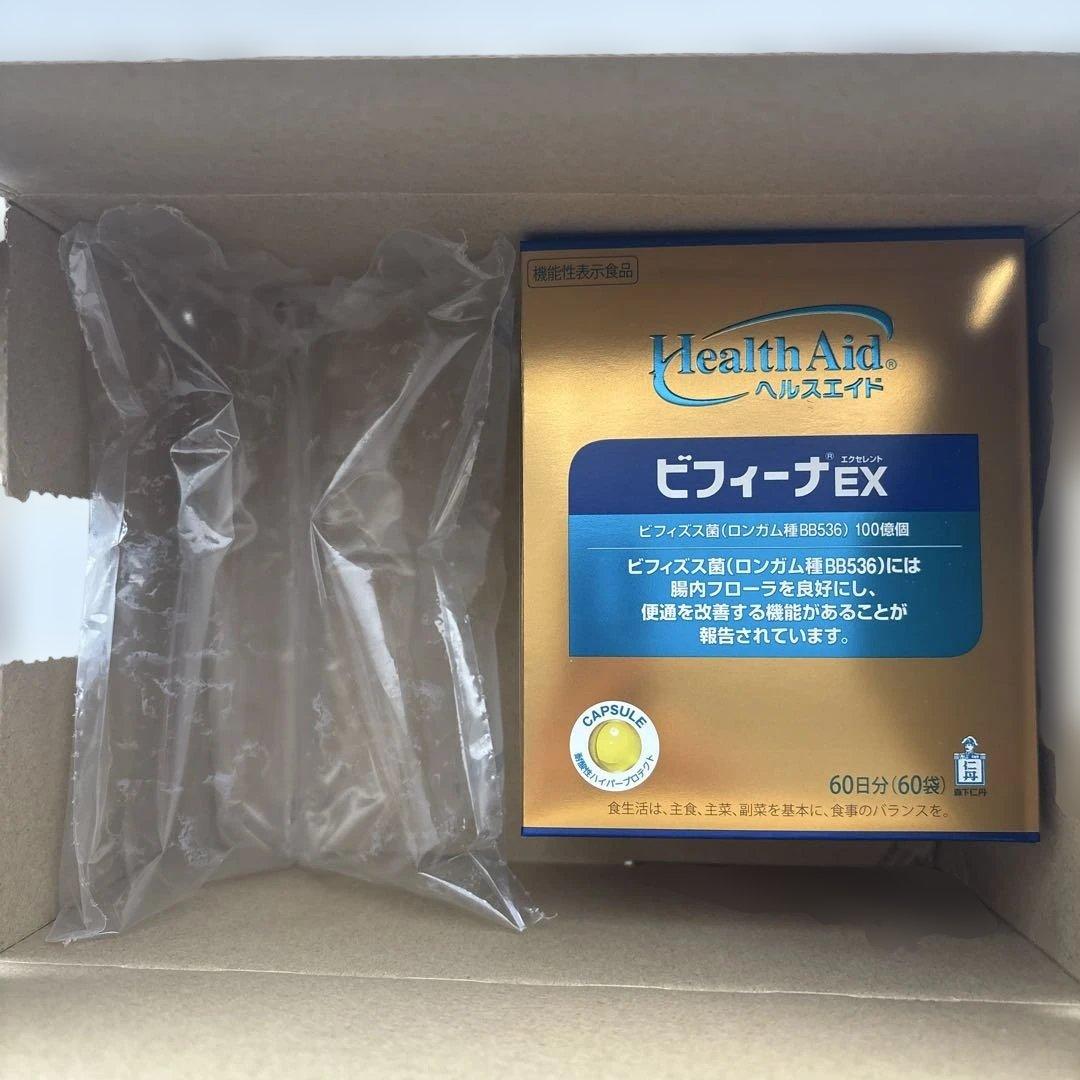 機能性表示食品
Health Aid®
ヘルスエイド
エクセレント
ビフィーナ®EX
ビフィズス菌(ロンガム種BB536) 100億個
ビフィズス菌(ロンガム種BB536)には
腸内フローラを良好にし、
便通を改善する機能があることが
報告されています。
CAPSULE
耐酸性ハイパープロテクト
仁丹
森下仁丹
60日分(60袋)
食生活は、主食、主菜、副菜を基本に、食事のバランスを。